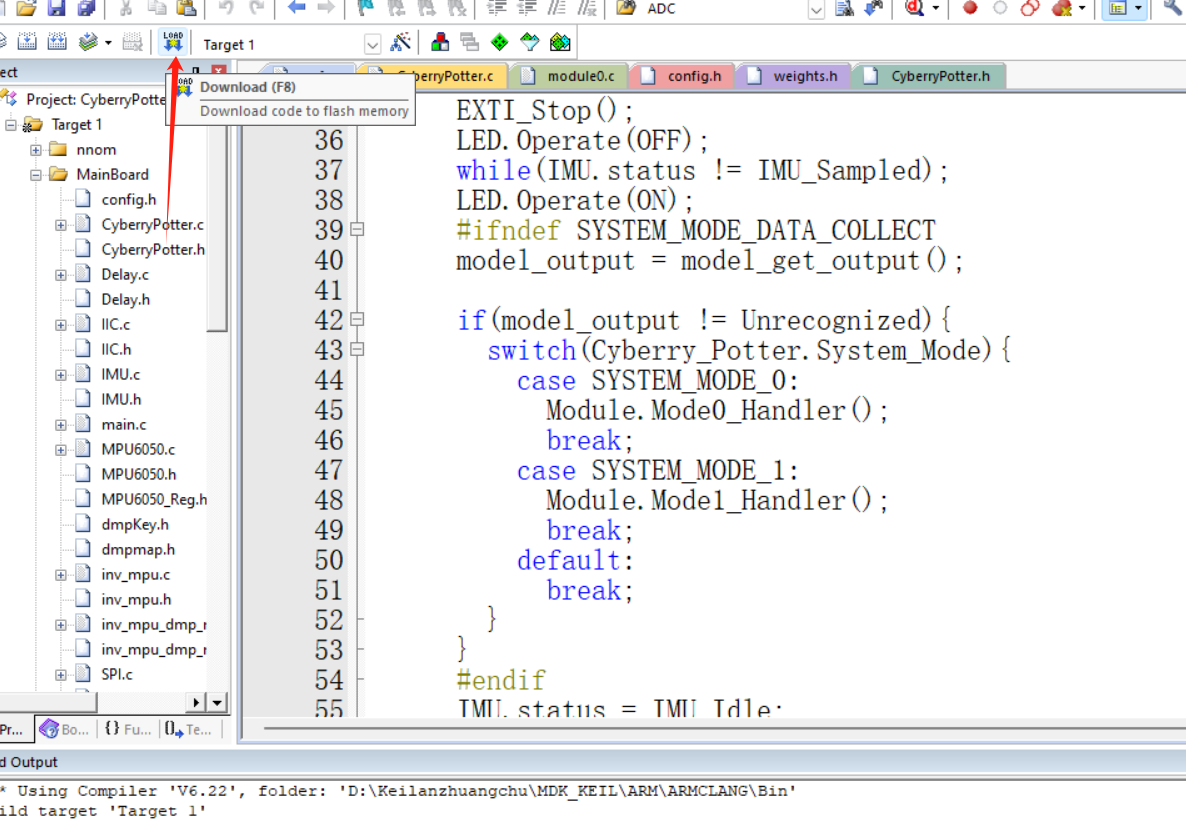 ADC
LOAD
Target 1
ect
CyberryPotter.c
module0.c
config.h
weights.h
CyberryPotter.h
Download (F8)
Download code to flash memory
Project: CyberryPotte
Target 1
nnom
MainBoard
config.h
CyberryPotter.c
CyberryPotter.h
Delay.c
Delay.h
IIC.c
IIC.h
IMU.c
IMU.h
main.c
MPU6050.c
MPU6050.h
MPU6050_Reg.h
dmpKey.h
dmpmap.h
inv_mpu.c
inv_mpu.h
inv_mpu_dmp_r
inv_mpu_dmp_r
SPI.c
EXTI_Stop();
36 LED.Operate(OFF);
37 while(IMU.status != IMU_Sampled);
38 LED.Operate(ON);
39 #ifndef SYSTEM_MODE_DATA_COLLECT
40 model_output = model_get_output();
41
42 if(model_output != Unrecognized){
43 switch(Cyberry_Potter.System_Mode){
44 case SYSTEM_MODE_0:
45 Module.Mode0_Handler();
46 break;
47 case SYSTEM_MODE_1:
48 Module.Mode1_Handler();
49 break;
50 default:
51 break;
52 }
53 }
54 #endif
55 IMU.status = IMU_Idle;
Pr...
Bo...
{} Fu...
Te...
d Output
* Using Compiler 'V6.22', folder: 'D:\Keilanzhuangchu\MDK_KEIL\ARM\ARMCLANG\Bin'
ild target 'Target 1'